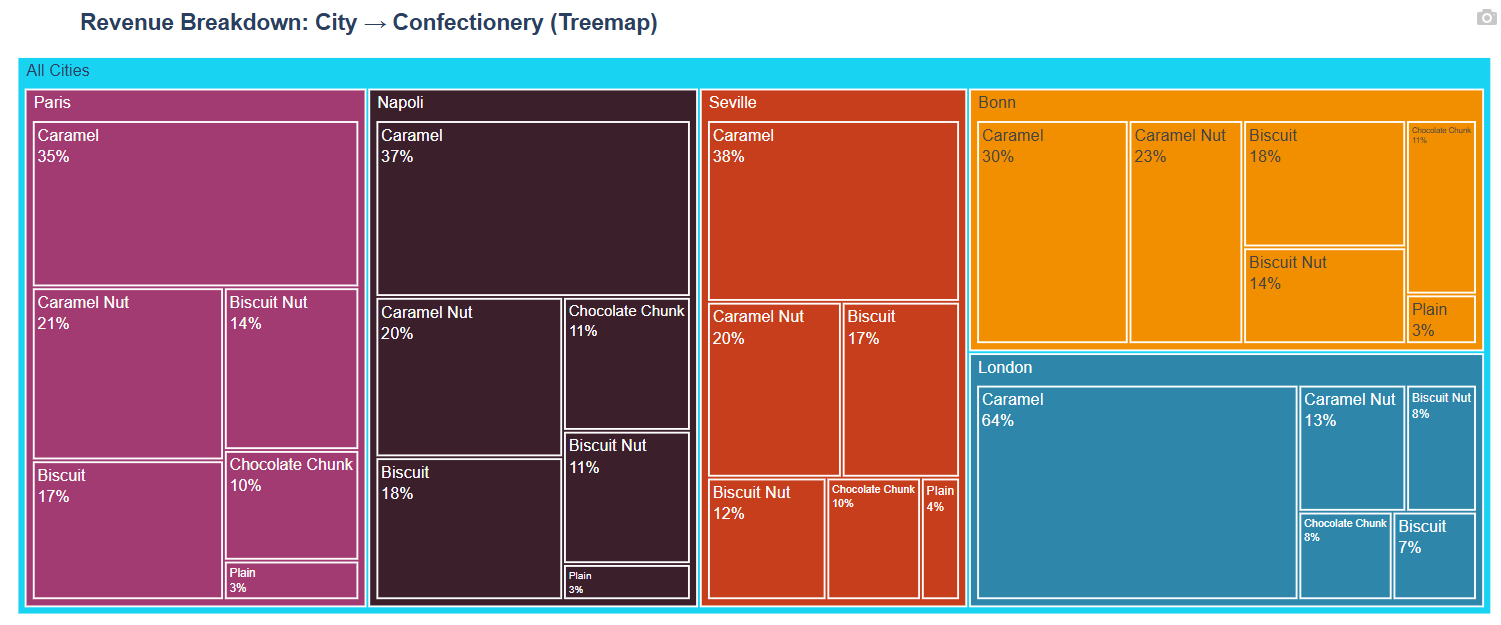 Revenue Breakdown: City → Confectionery (Treemap)
All Cities
Paris
Caramel
35%
Caramel Nut
21%
Biscuit Nut
14%
Biscuit
17%
Chocolate Chunk
10%
Plain
3%
Napoli
Caramel
37%
Caramel Nut
20%
Chocolate Chunk
11%
Biscuit Nut
11%
Biscuit
18%
Plain
3%
Seville
Caramel
38%
Caramel Nut
20%
Biscuit
17%
Biscuit Nut
12%
Chocolate Chunk
10%
Plain
4%
Bonn
Caramel
30%
Caramel Nut
23%
Biscuit
18%
Chocolate Chunk
11%
Biscuit Nut
14%
Plain
3%
London
Caramel
64%
Caramel Nut
13%
Biscuit Nut
8%
Chocolate Chunk
8%
Biscuit
7%